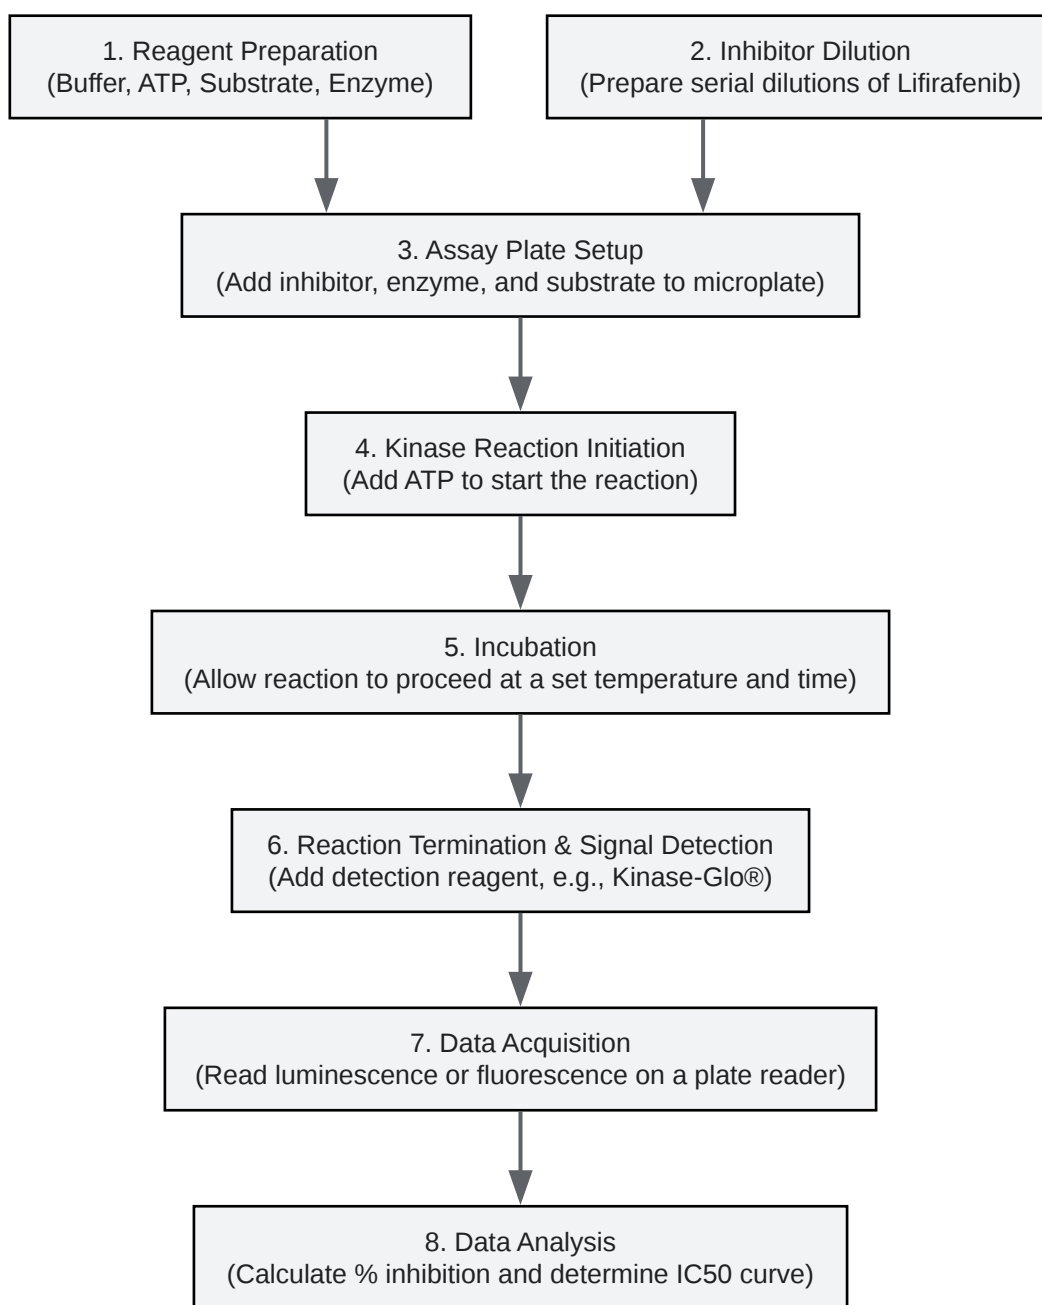 1. Reagent Preparation
(Buffer, ATP, Substrate, Enzyme)
2. Inhibitor Dilution
(Prepare serial dilutions of Lifirafenib)
3. Assay Plate Setup
(Add inhibitor, enzyme, and substrate to microplate)
4. Kinase Reaction Initiation
(Add ATP to start the reaction)
5. Incubation
(Allow reaction to proceed at a set temperature and time)
6. Reaction Termination & Signal Detection
(Add detection reagent, e.g., Kinase-Glo®)
7. Data Acquisition
(Read luminescence or fluorescence on a plate reader)
8. Data Analysis
(Calculate % inhibition and determine IC50 curve)